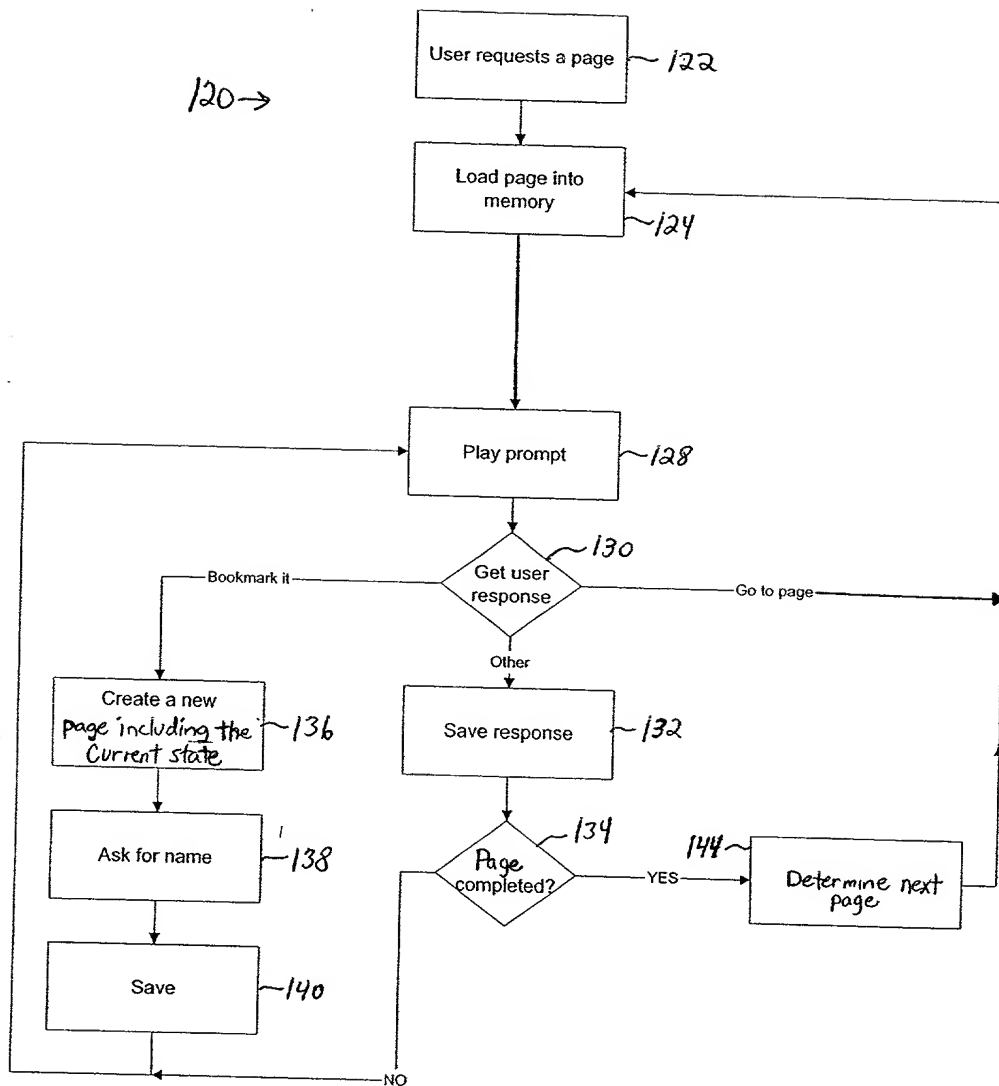 User requests a page
122
120
Load page into
memory
124
Play prompt
128
130
Get user
response
Bookmark it
Go to page
Other
Create a new
page including the
Current state
136
Save response
132
Ask for name
138
134
Page
completed?
YES
144
Determine next
page
Save
140
NO